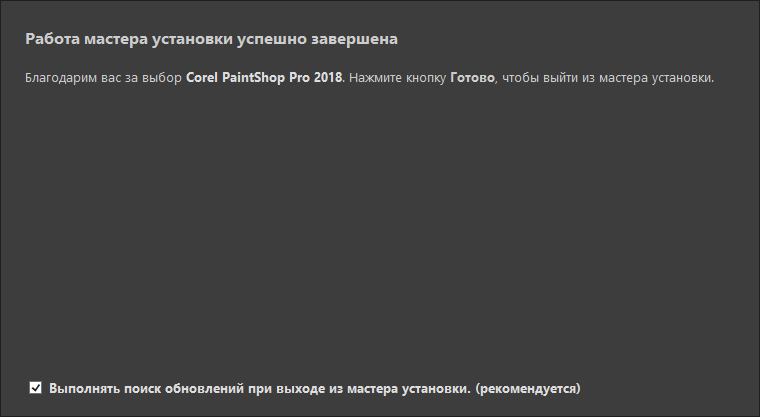 Работа мастера установки успешно завершена
Благодарим вас за выбор Corel PaintShop Pro 2018. Нажмите кнопку Готово, чтобы выйти из мастера установки.
Выполнять поиск обновлений при выходе из мастера установки. (рекомендуется)